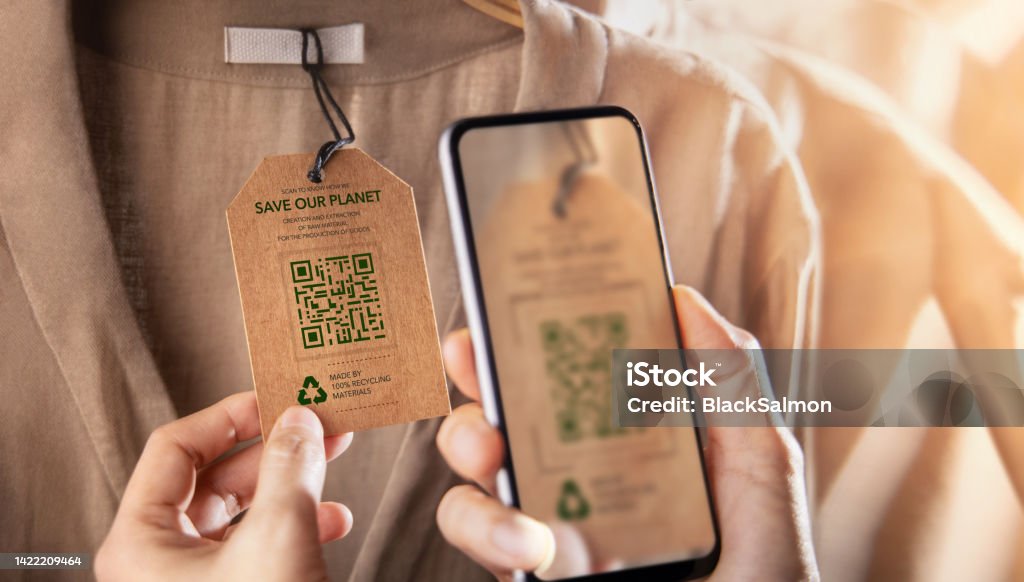 SCAN TO KNOW HOW WE
SAVE OUR PLANET
CREATION AND EXTRACTION
OF RAW MATERIAL
FOR THE PRODUCTION OF GOODS
MADE BY
100% RECYCLING
MATERIALS
iStock™
Credit: BlackSalmon
1422209464